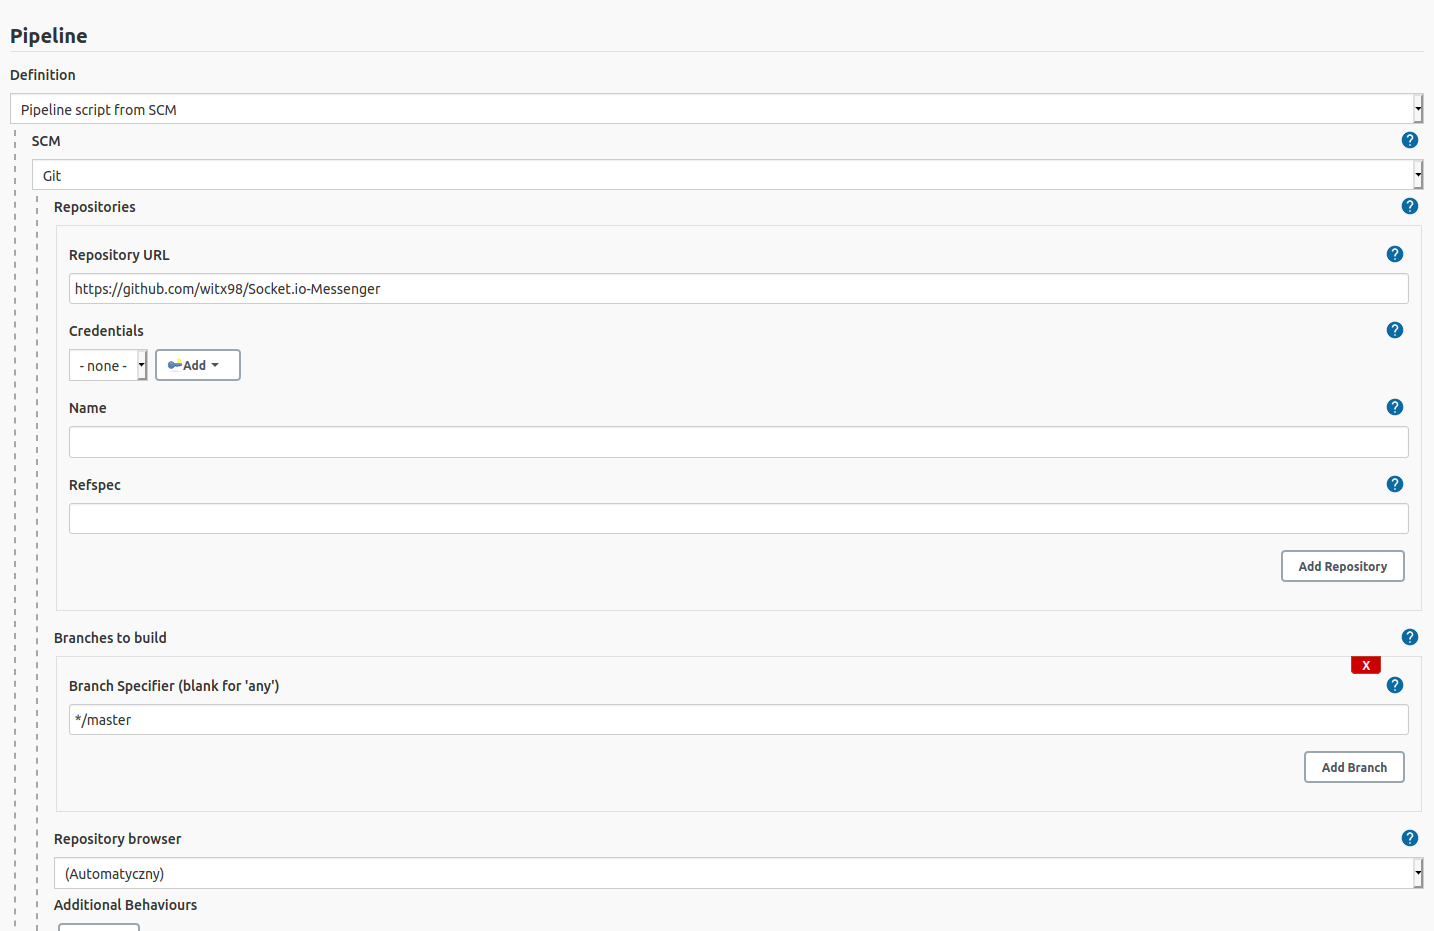 Pipeline
Definition
Pipeline script from SCM
SCM
Git
Repositories
Repository URL
https://github.com/witx98/Socket.io-Messenger
Credentials
- none -
Add
Name
Refspec
Add Repository
Branches to build
X
Branch Specifier (blank for 'any')
*/master
Add Branch
Repository browser
(Automatyczny)
Additional Behaviours